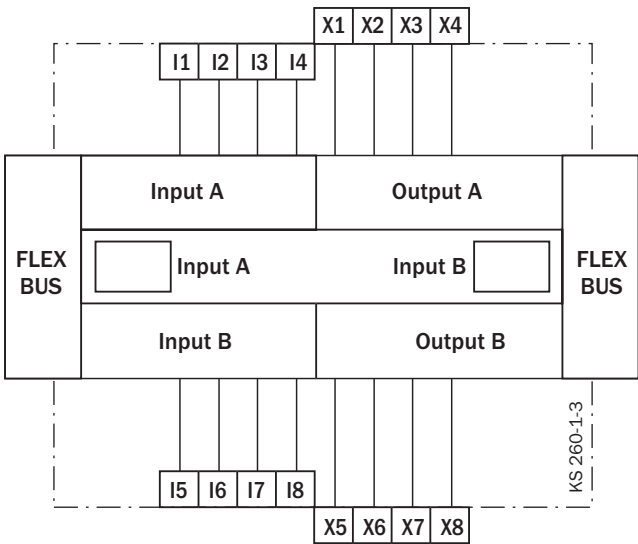 X1 X2 X3 X4
I1 I2 I3 I4
Input A Output A
FLEX
BUS
Input A Input B
FLEX
BUS
Input B Output B
KS 260-1-3
I5 I6 I7 I8
X5 X6 X7 X8